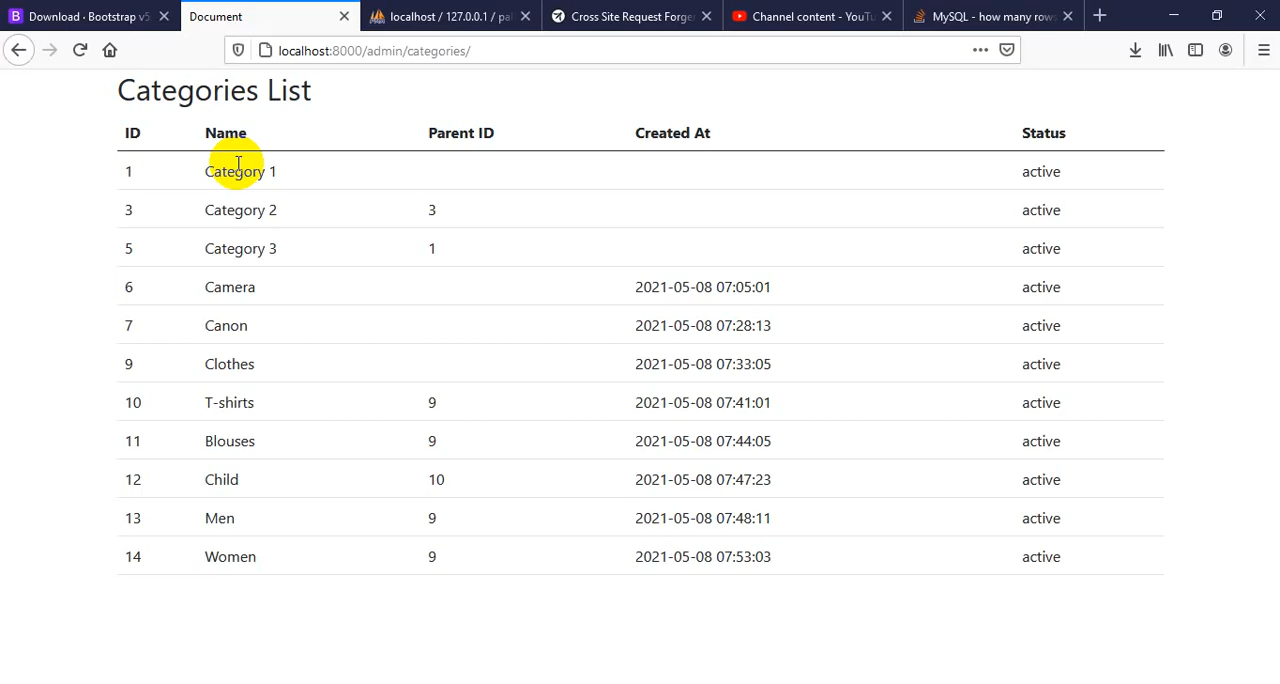 Download · Bootstrap v5
Document
localhost / 127.0.0.1 / pal
Cross Site Request Forge
Channel content - YouTu
MySQL - how many rows
localhost:8000/admin/categories/
Categories List
ID Name Parent ID Created At Status
1 Category 1 active
3 Category 2 3 active
5 Category 3 1 active
6 Camera 2021-05-08 07:05:01 active
7 Canon 2021-05-08 07:28:13 active
9 Clothes 2021-05-08 07:33:05 active
10 T-shirts 9 2021-05-08 07:41:01 active
11 Blouses 9 2021-05-08 07:44:05 active
12 Child 10 2021-05-08 07:47:23 active
13 Men 9 2021-05-08 07:48:11 active
14 Women 9 2021-05-08 07:53:03 active